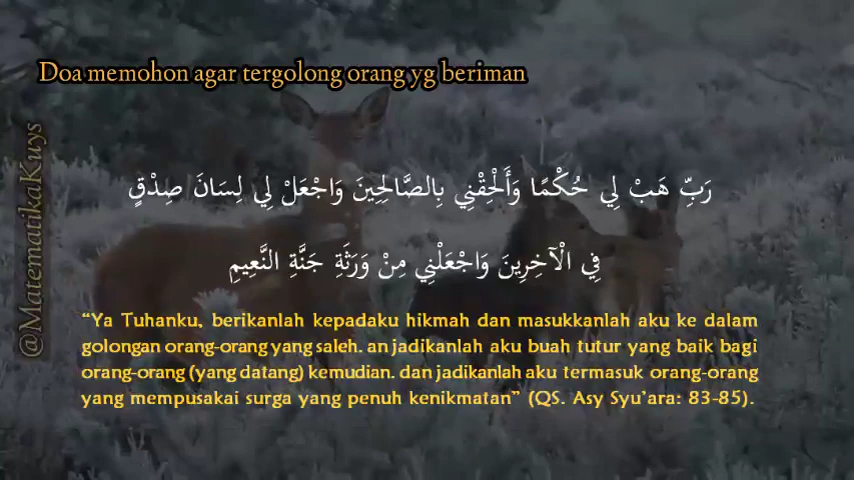 Doa memohon agar tergolong orang yg beriman
@MatematikaKuys
رَبِّ هَبْ لِي حُكْمًا وَأَلْحِقْنِي بِالصَّالِحِينَ وَاجْعَلْ لِي لِسَانَ صِدْقٍ
فِي الْآخِرِينَ وَاجْعَلْنِي مِنْ وَرَثَةِ جَنَّةِ النَّعِيمِ
“Ya Tuhanku, berikanlah kepadaku hikmah dan masukkanlah aku ke dalam
golongan orang-orang yang saleh. an jadikanlah aku buah tutur yang baik bagi
orang-orang (yang datang) kemudian. dan jadikanlah aku termasuk orang-orang
yang mempusakai surga yang penuh kenikmatan” (QS. Asy Syu’ara: 83-85).